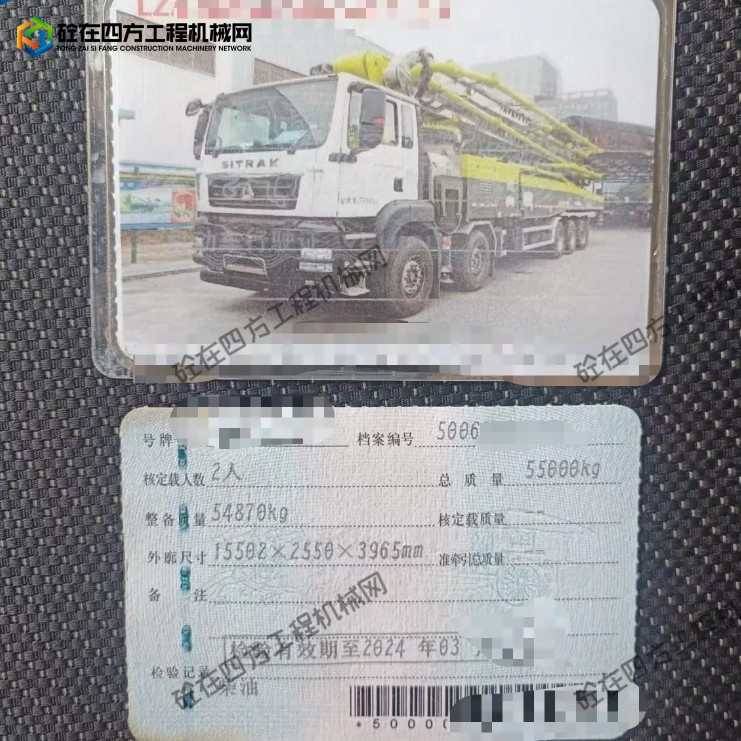 砼在四方工程机械网
TONG ZAI SI FANG CONSTRUCTION MACHINERY NETWORK
SITRAK
砼在四方工程机械网
砼在四方工程机械网
号牌
档案编号 5006
核定载人数 2人
总质量 55000kg
整备质量 54870kg
核定载质量
外廓尺寸 15502×2550×3965mm
准牵引总质量
备注
检验有效期至2024年03
检验记录
柴油
*5000
砼在四方工程机械网
砼在四方工程机械网